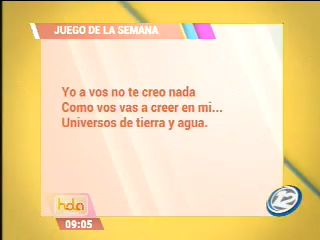 JUEGO DE LA SEMANA
Yo a vos no te creo nada
Como vos vas a creer en mi...
Universos de tierra y agua.
hda
09:05
12